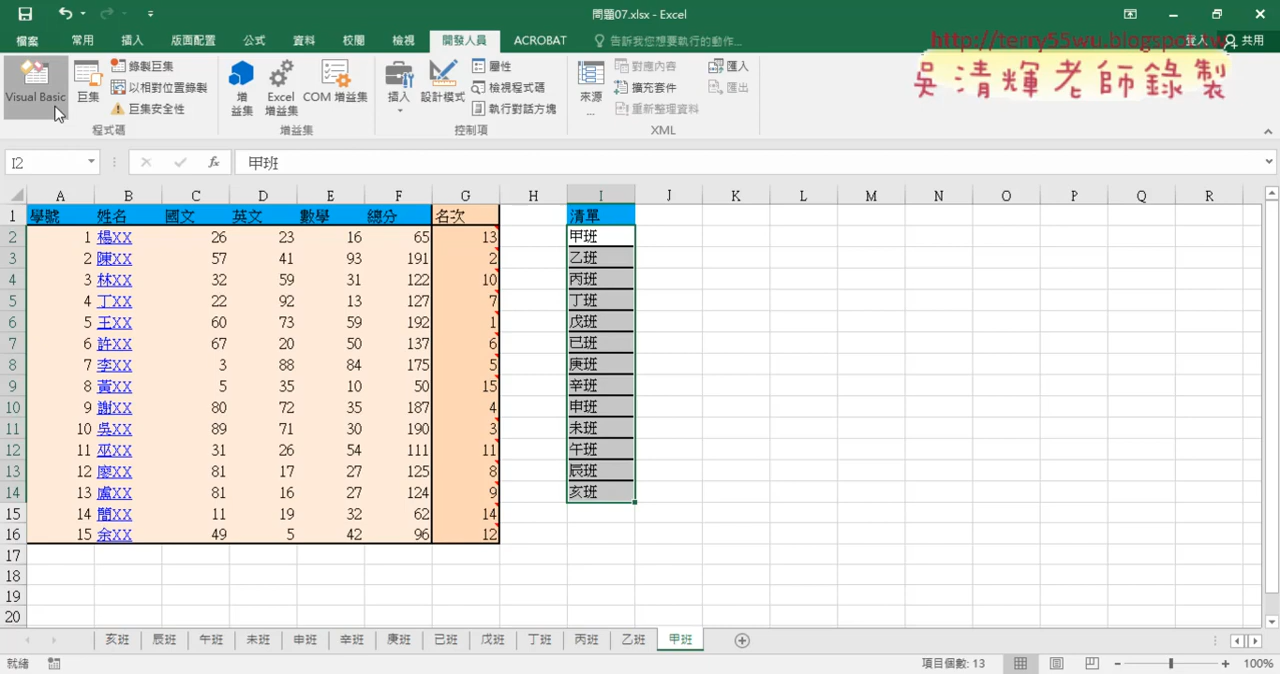 問題07.xlsx - Excel
檔案 常用 插入 版面配置 公式 資料 校閱 檢視 開發人員 ACROBAT 告訴我您想要執行的動作... 登入 共用
http://terry55wu.blogspot.tw
吳清輝老師錄製
Visual Basic 巨集 錄製巨集 以相對位置錄製 巨集安全性 增益集 Excel 增益集 COM 增益集 插入 設計模式 屬性 檢視程式碼 執行對話方塊 來源 對應內容 擴充套件 重新整理資料 匯入 匯出
程式碼 增益集 控制項 XML
I2 fx 甲班
A B C D E F G H I J K L M N O P Q R
1 學號 姓名 國文 英文 數學 總分 名次 清單
2 1 楊XX 26 23 16 65 13 甲班
3 2 陳XX 57 41 93 191 2 乙班
4 3 林XX 32 59 31 122 10 丙班
5 4 丁XX 22 92 13 127 7 丁班
6 5 王XX 60 73 59 192 1 戊班
7 6 許XX 67 20 50 137 6 已班
8 7 李XX 3 88 84 175 5 庚班
9 8 黃XX 5 35 10 50 15 辛班
10 9 謝XX 80 72 35 187 4 申班
11 10 吳XX 89 71 30 190 3 未班
12 11 巫XX 31 26 54 111 11 午班
13 12 廖XX 81 17 27 125 8 辰班
14 13 盧XX 81 16 27 124 9 亥班
15 14 簡XX 11 19 32 62 14
16 15 余XX 49 5 42 96 12
17
18
19
20
亥班 辰班 午班 未班 申班 辛班 庚班 已班 戊班 丁班 丙班 乙班 甲班
就緒 項目個數: 13 100%